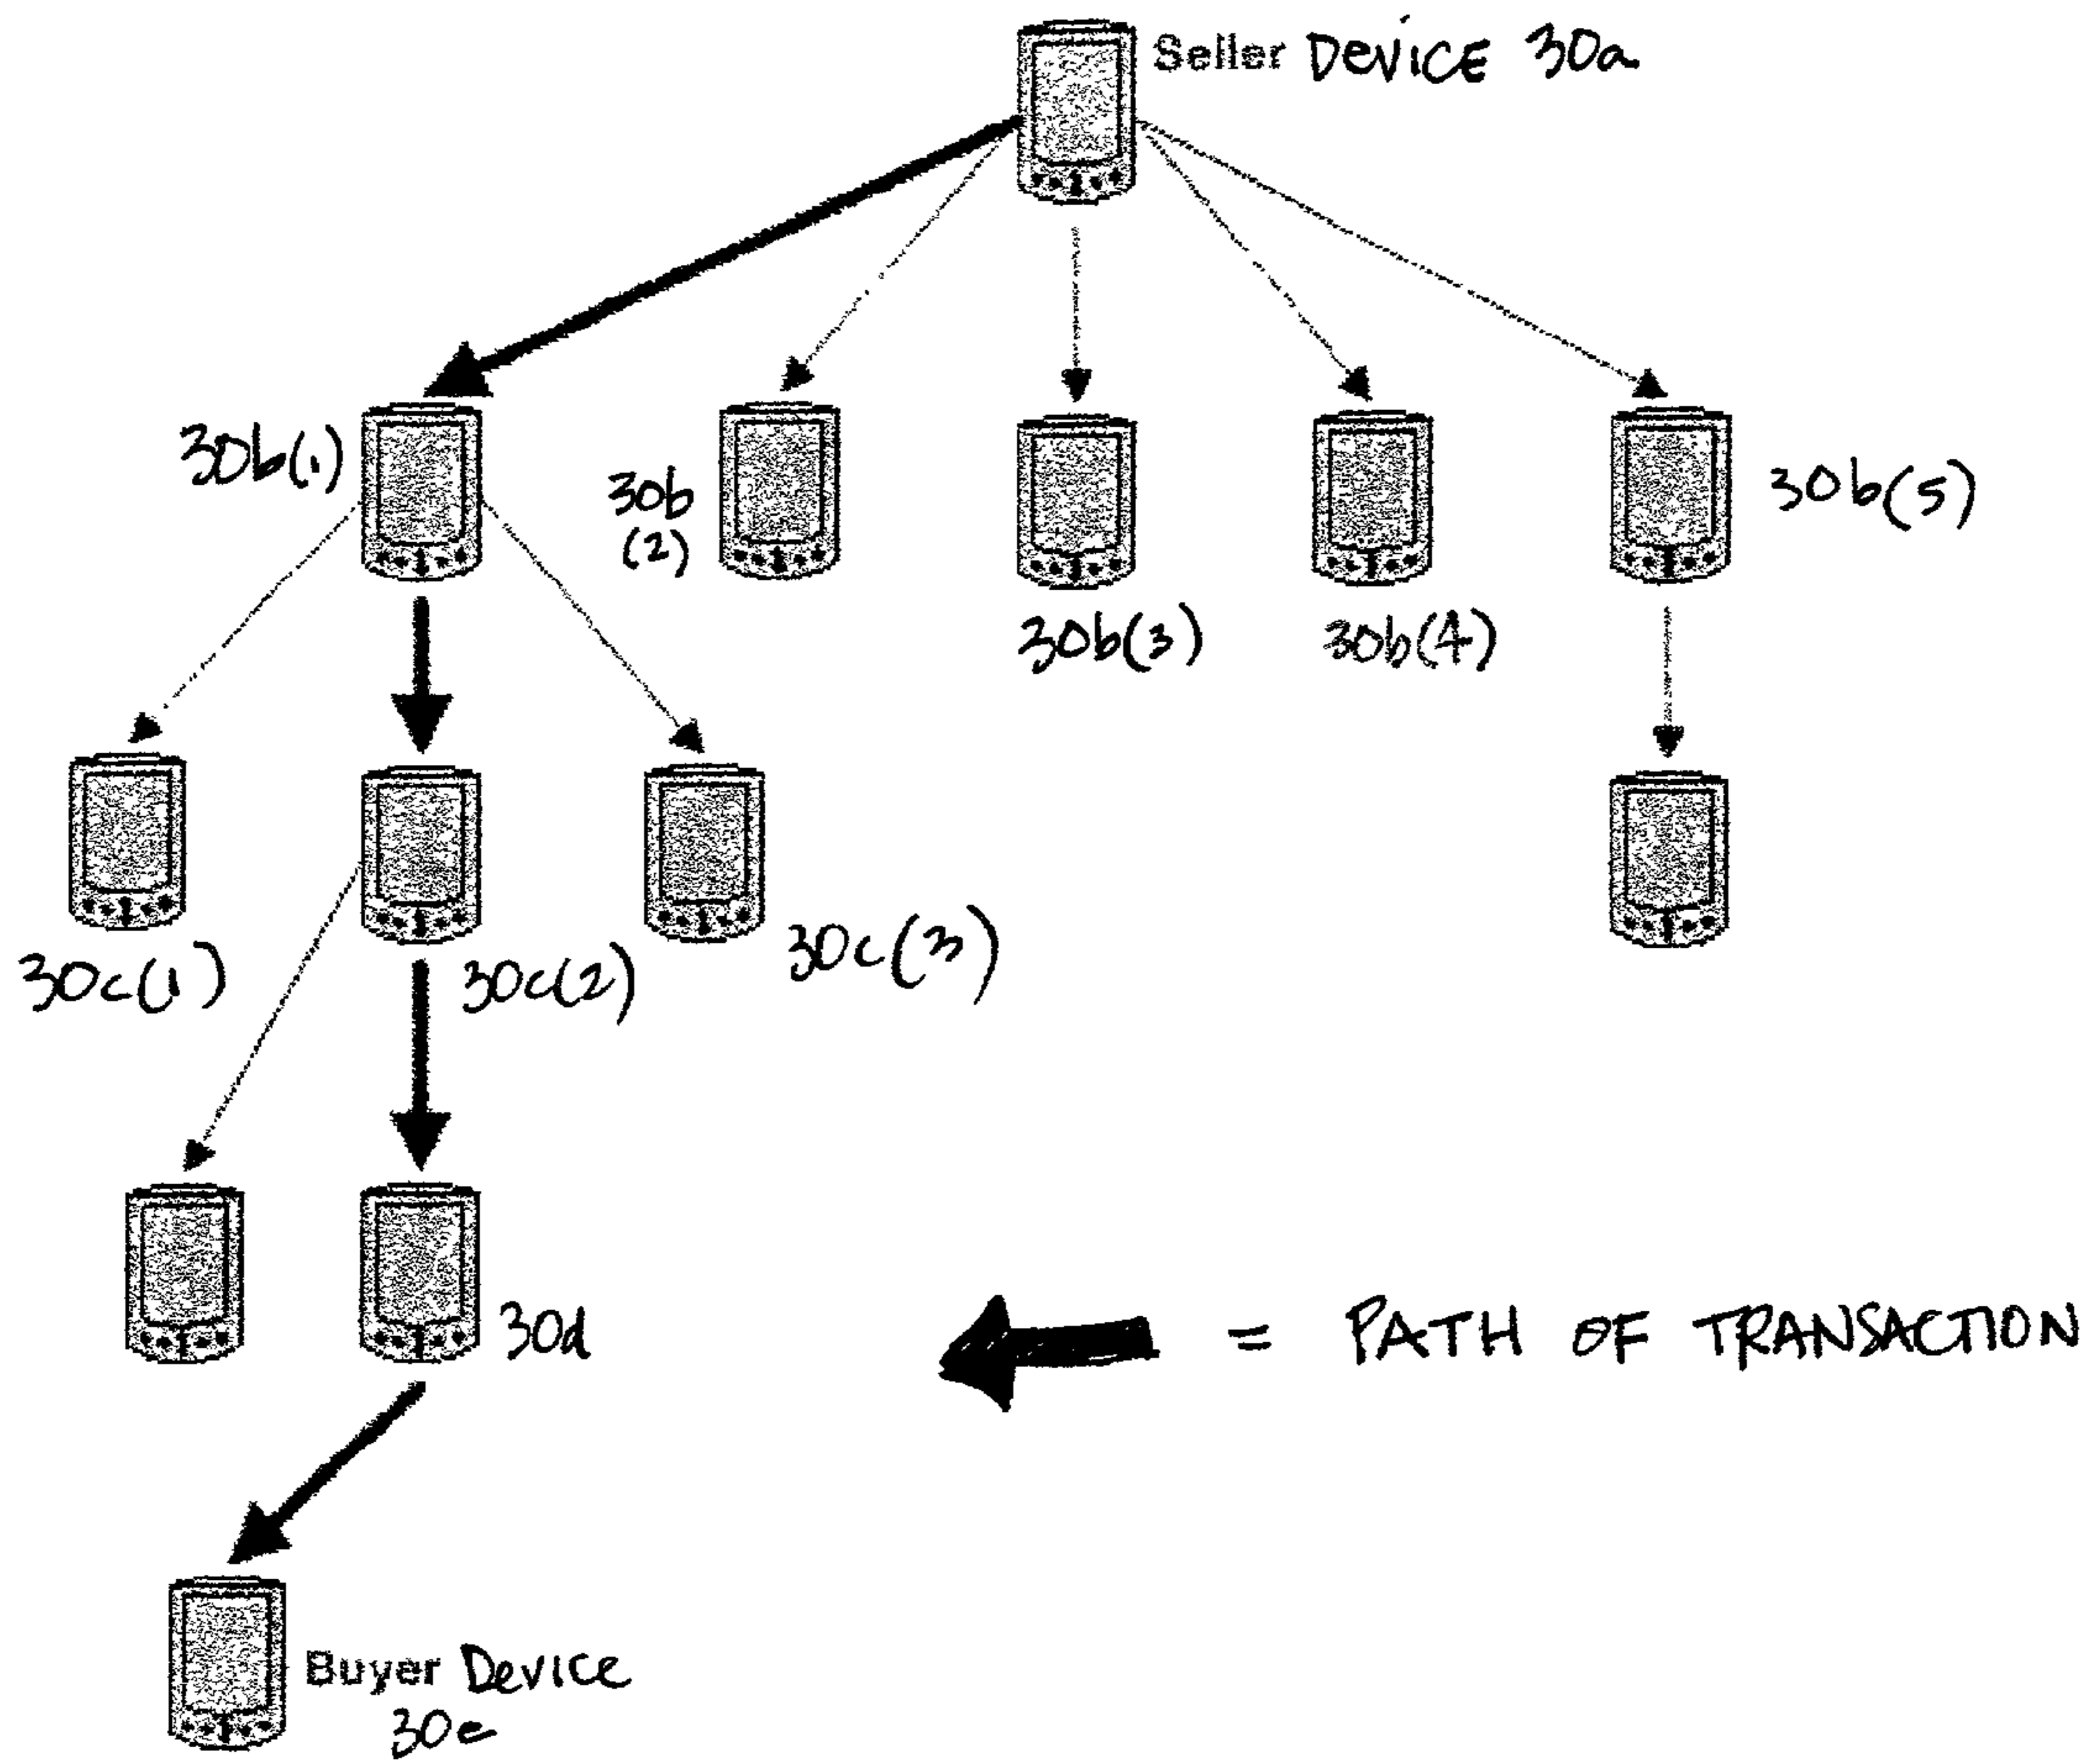 Seller DEVICE 30a
30b(1)
30b
(2)
30b(3)
30b(4)
30b(5)
30c(1)
30c(2)
30c(3)
30d
= PATH OF TRANSACTION
Buyer Device
30e